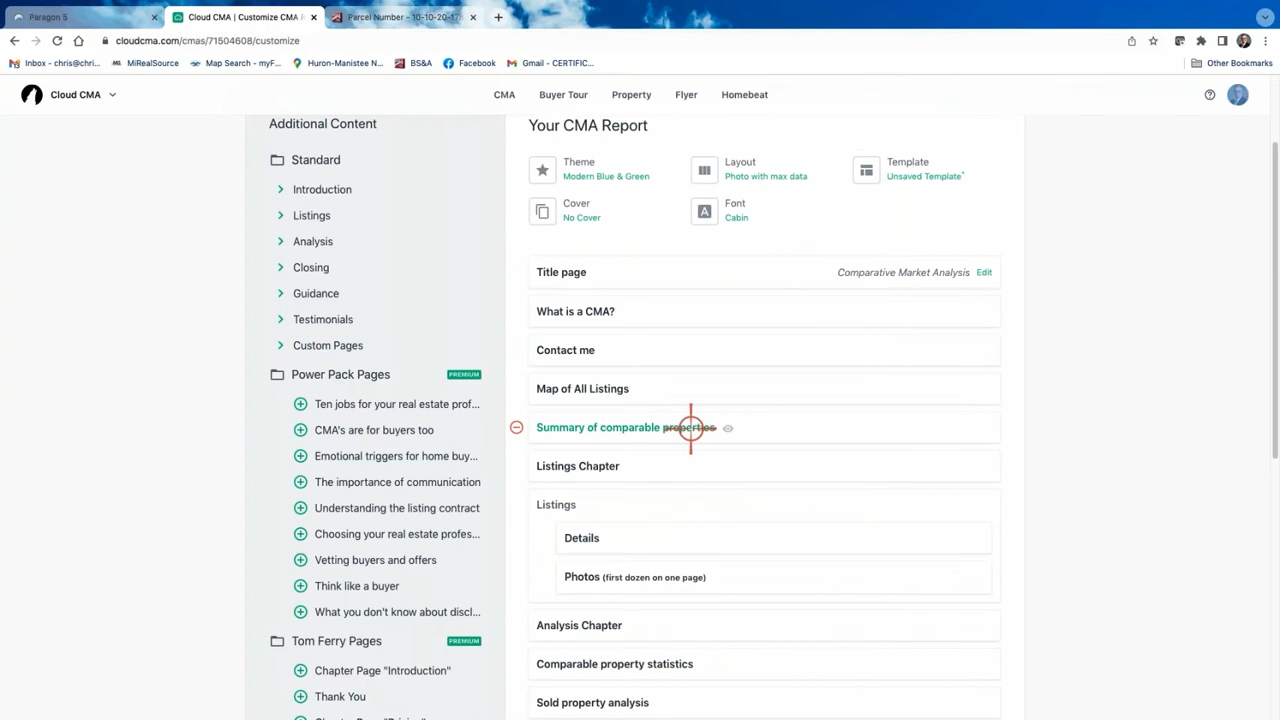 Paragon 5
Cloud CMA | Customize CMA R
Parcel Number - 10-10-20-17
cloudcma.com/cmas/71504608/customize
Inbox - chris@chri...
MiRealSource
Map Search - myF...
Huron-Manistee N...
BS&A
Facebook
Gmail - CERTIFIC...
Other Bookmarks
Cloud CMA
CMA
Buyer Tour
Property
Flyer
Homebeat
Additional Content
Standard
Introduction
Listings
Analysis
Closing
Guidance
Testimonials
Custom Pages
Power Pack Pages PREMIUM
Ten jobs for your real estate prof...
CMA's are for buyers too
Emotional triggers for home buy...
The importance of communication
Understanding the listing contract
Choosing your real estate profes...
Vetting buyers and offers
Think like a buyer
What you don't know about discl...
Tom Ferry Pages PREMIUM
Chapter Page "Introduction"
Thank You
Your CMA Report
Theme
Modern Blue & Green
Layout
Photo with max data
Template
Unsaved Template*
Cover
No Cover
Font
Cabin
Title page
Comparative Market Analysis Edit
What is a CMA?
Contact me
Map of All Listings
Summary of comparable properties
Listings Chapter
Listings
Details
Photos (first dozen on one page)
Analysis Chapter
Comparable property statistics
Sold property analysis